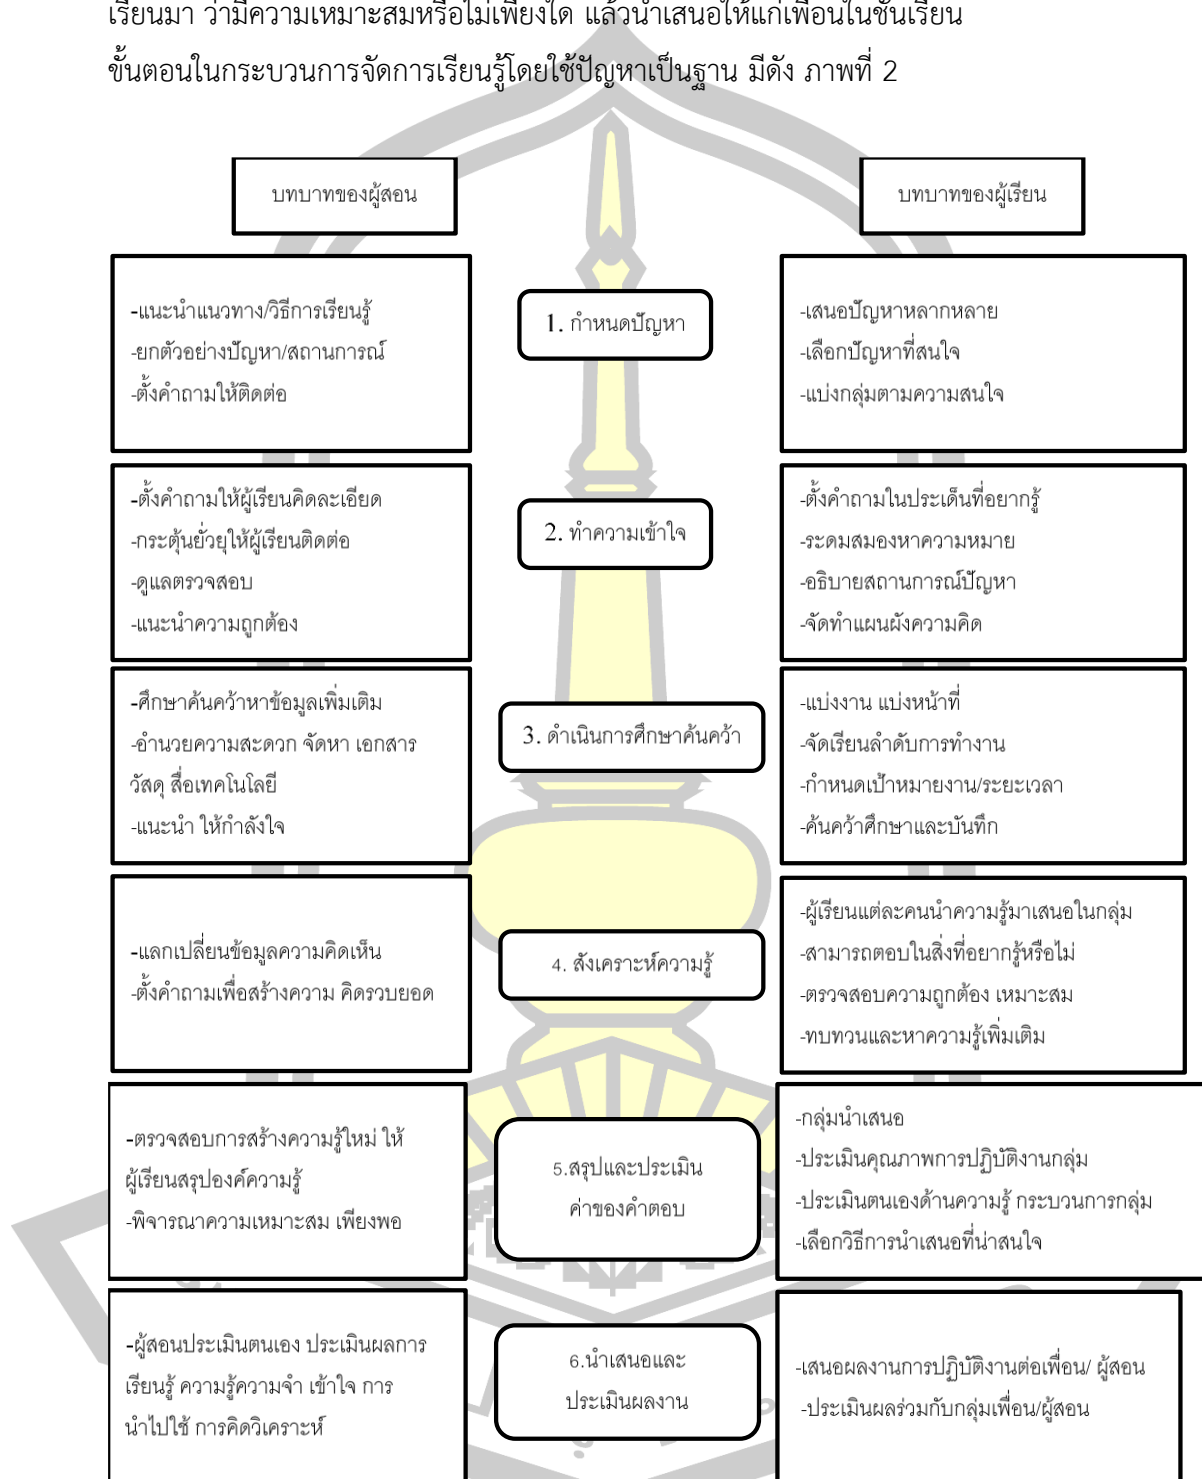 เรียนมา ว่ามีความเหมาะสมหรือไม่เพียงใด แล้วนำเสนอให้แก่เพื่อนในชั้นเรียน
ขั้นตอนในกระบวนการจัดการเรียนรู้โดยใช้ปัญหาเป็นฐาน มีดัง ภาพที่ 2
บทบาทของผู้สอน
บทบาทของผู้เรียน
-แนะนำแนวทาง/วิธีการเรียนรู้
-ยกตัวอย่างปัญหา/สถานการณ์
-ตั้งคำถามให้ติดต่อ
1. กำหนดปัญหา
-เสนอปัญหาหลากหลาย
-เลือกปัญหาที่สนใจ
-แบ่งกลุ่มตามความสนใจ
-ตั้งคำถามให้ผู้เรียนคิดละเอียด
-กระตุ้นยั่วยุให้ผู้เรียนติดต่อ
-ดูแลตรวจสอบ
-แนะนำความถูกต้อง
2. ทำความเข้าใจ
-ตั้งคำถามในประเด็นที่อยากรู้
-ระดมสมองหาความหมาย
-อธิบายสถานการณ์ปัญหา
-จัดทำแผนผังความคิด
-ศึกษาค้นคว้าหาข้อมูลเพิ่มเติม
-อำนวยความสะดวก จัดหา เอกสาร
วัสดุ สื่อเทคโนโลยี
-แนะนำ ให้กำลังใจ
3. ดำเนินการศึกษาค้นคว้า
-แบ่งงาน แบ่งหน้าที่
-จัดเรียนลำดับการทำงาน
-กำหนดเป้าหมายงาน/ระยะเวลา
-ค้นคว้าศึกษาและบันทึก
-แลกเปลี่ยนข้อมูลความคิดเห็น
-ตั้งคำถามเพื่อสร้างความ คิดรวบยอด
4. สังเคราะห์ความรู้
-ผู้เรียนแต่ละคนนำความรู้มาเสนอในกลุ่ม
-สามารถตอบในสิ่งที่อยากรู้หรือไม่
-ตรวจสอบความถูกต้อง เหมาะสม
-ทบทวนและหาความรู้เพิ่มเติม
-ตรวจสอบการสร้างความรู้ใหม่ ให้
ผู้เรียนสรุปองค์ความรู้
-พิจารณาความเหมาะสม เพียงพอ
5.สรุปและประเมิน
ค่าของคำตอบ
-กลุ่มนำเสนอ
-ประเมินคุณภาพการปฏิบัติงานกลุ่ม
-ประเมินตนเองด้านความรู้ กระบวนการกลุ่ม
-เลือกวิธีการนำเสนอที่น่าสนใจ
-ผู้สอนประเมินตนเอง ประเมินผลการ
เรียนรู้ ความรู้ความจำ เข้าใจ การ
นำไปใช้ การคิดวิเคราะห์
6.นำเสนอและ
ประเมินผลงาน
-เสนอผลงานการปฏิบัติงานต่อเพื่อน/ ผู้สอน
-ประเมินผลร่วมกับกลุ่มเพื่อน/ผู้สอน